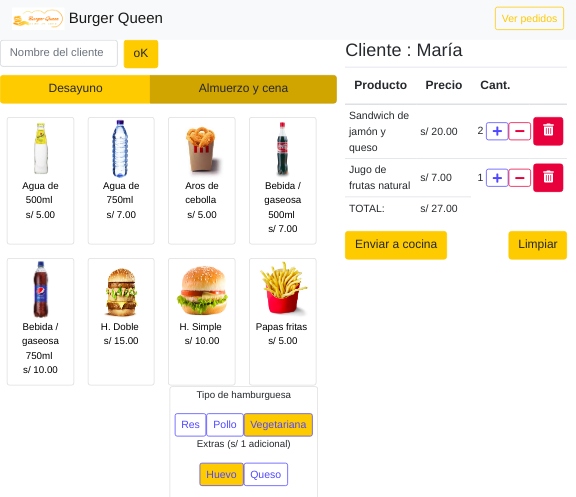 Burger Queen
Burger Queen
Ver pedidos
Nombre del cliente
oK
Desayuno
Almuerzo y cena
Agua de
500ml
s/ 5.00
Agua de
750ml
s/ 7.00
Aros de
cebolla
s/ 5.00
Bebida /
gaseosa
500ml
s/ 7.00
Bebida /
gaseosa
750ml
s/ 10.00
H. Doble
s/ 15.00
H. Simple
s/ 10.00
Papas fritas
s/ 5.00
Tipo de hamburguesa
Res
Pollo
Vegetariana
Extras (s/ 1 adicional)
Huevo
Queso
Cliente : María
Producto Precio Cant.
Sandwich de
jamón y
queso
s/ 20.00
2 + −
Jugo de
frutas natural
s/ 7.00
1 + −
TOTAL: s/ 27.00
Enviar a cocina
Limpiar